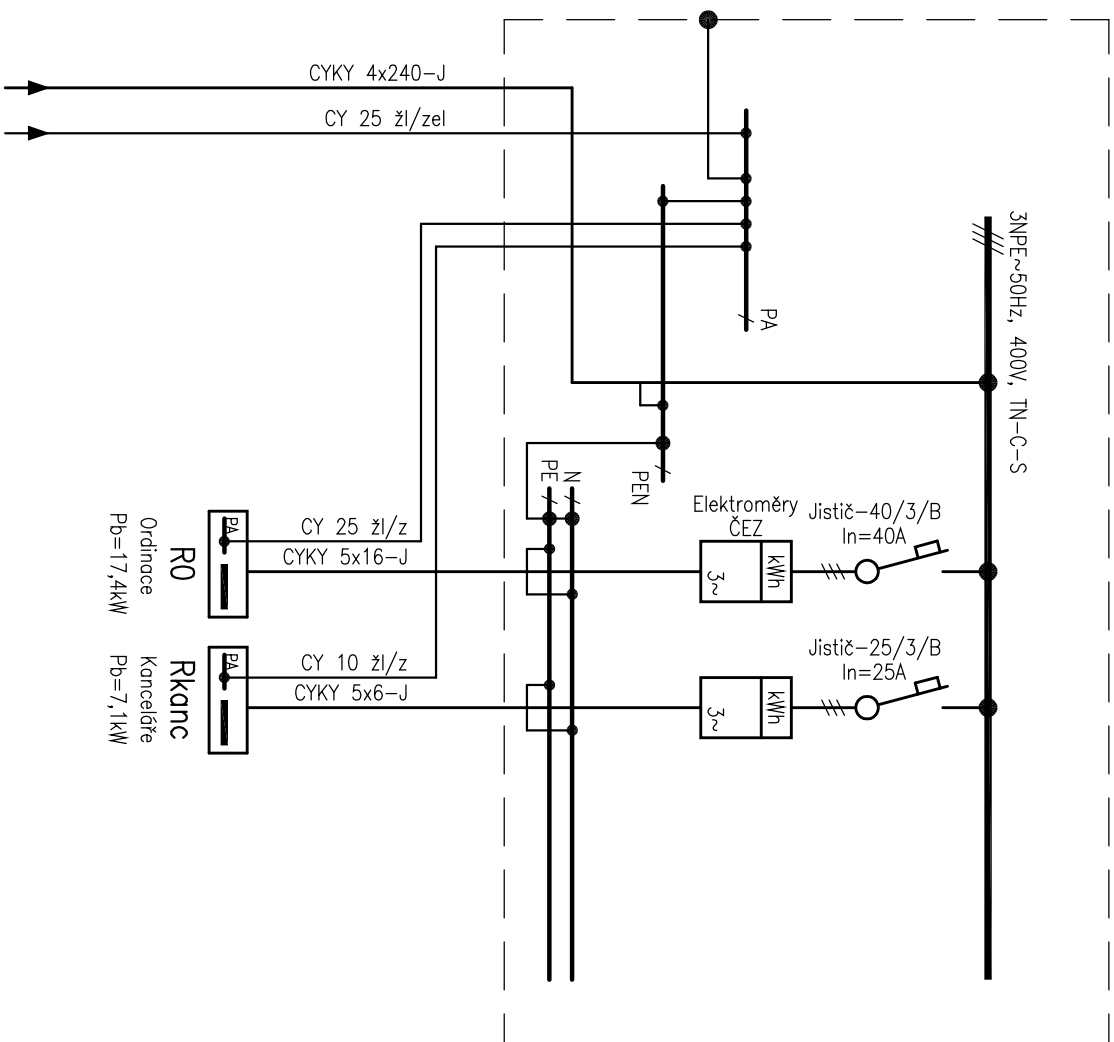 CYKY 4x240-J
CY 25 žl/zel
3NPE~50Hz, 400V, TN-C-S
PA
PEN
PE
N
Elektroměry
ČEZ
Jistič-40/3/B
In=40A
kWh
3~
CY 25 žl/z
CYKY 5x16-J
PA
RO
Ordinace
Pb=17,4kW
Jistič-25/3/B
In=25A
kWh
3~
CY 10 žl/z
CYKY 5x6-J
PA
Rkanc
Kanceláře
Pb=7,1kW